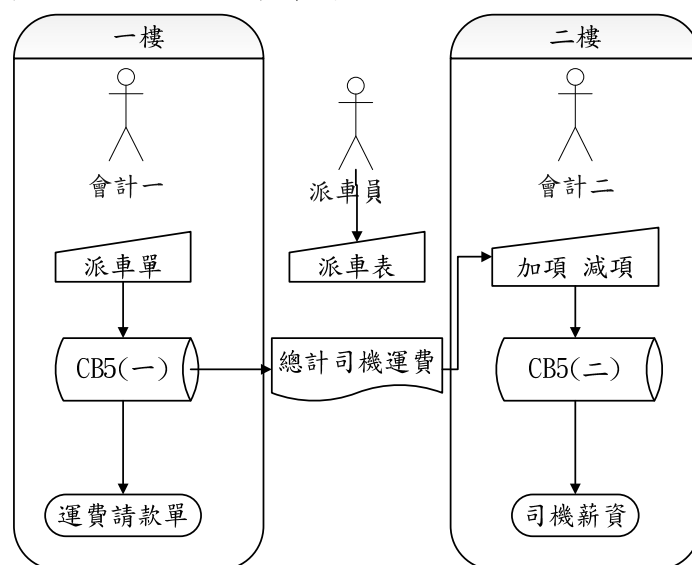 一樓
二樓
會計一
派車員
會計二
派車單
派車表
加項 減項
CB5(一)
總計司機運費
CB5(二)
運費請款單
司機薪資